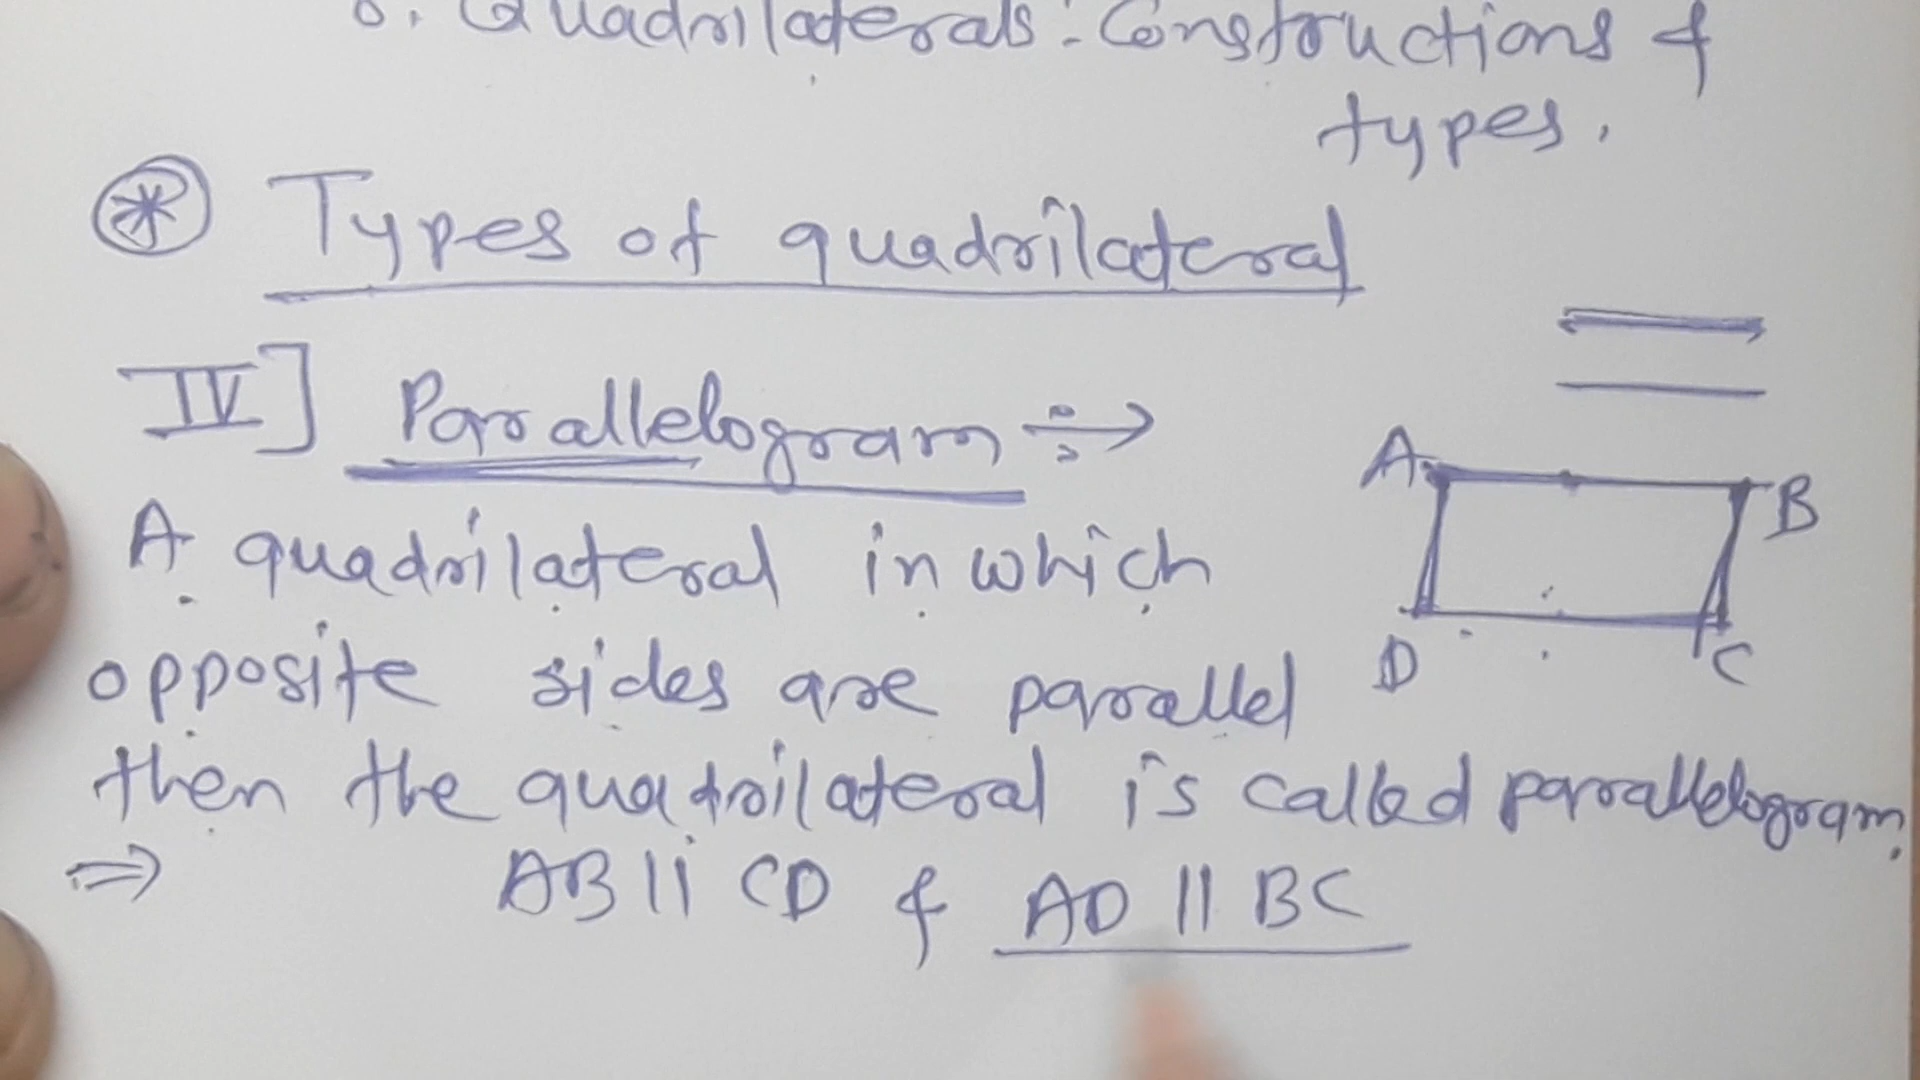 Quadrilaterals: Constructions &
types.
* Types of quadrilateral
IV] Parallelogram ÷→
A quadrilateral in which
opposite sides are parallel
then the quadrilateral is called parallelogram.
⇒ AB || CD & AD || BC
A
B
D
C